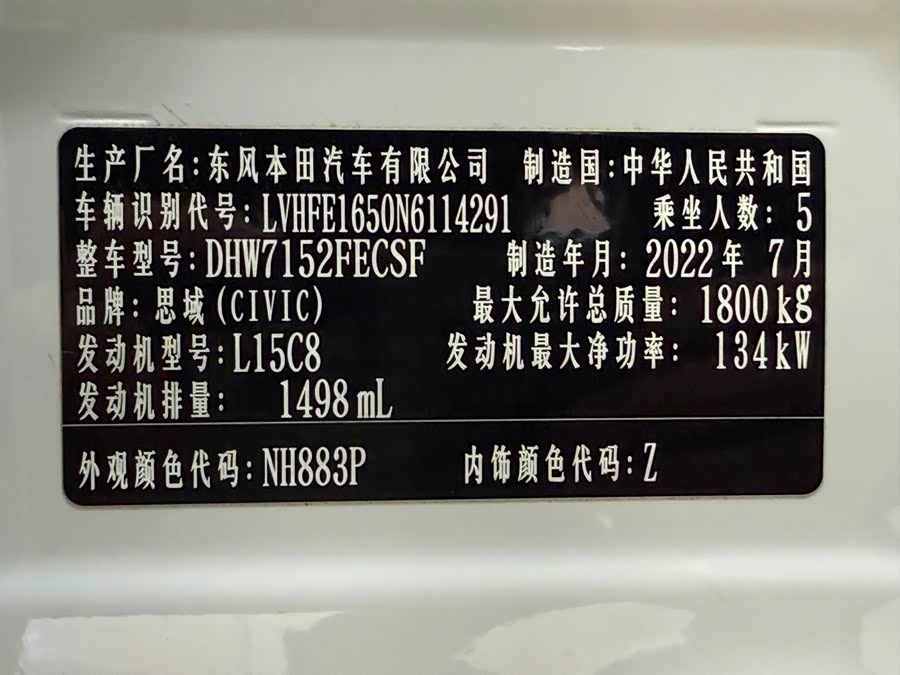 生产厂名:东风本田汽车有限公司 制造国:中华人民共和国
车辆识别代号:LVHFE1650N6114291 乘坐人数: 5
整车型号:DHW7152FECSF 制造年月: 2022年 7月
品牌: 思域(CIVIC) 最大允许总质量: 1800kg
发动机型号:L15C8 发动机最大净功率: 134kW
发动机排量: 1498mL
外观颜色代码:NH883P 内饰颜色代码:Z